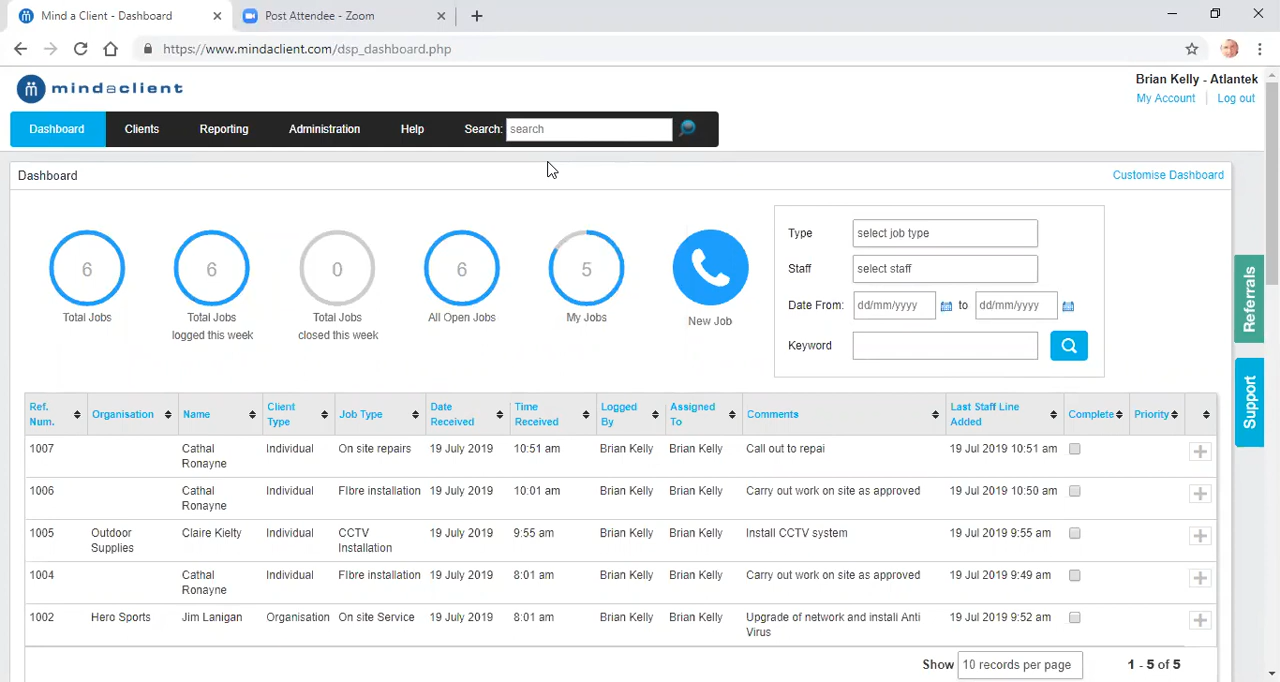 Mind a Client - Dashboard
Post Attendee - Zoom
https://www.mindaclient.com/dsp_dashboard.php
mindaclient
Brian Kelly - Atlantek
My Account
Log out
Dashboard
Clients
Reporting
Administration
Help
Search: search
Dashboard
Customise Dashboard
6
6
0
6
5
Total Jobs
Total Jobs
logged this week
Total Jobs
closed this week
All Open Jobs
My Jobs
New Job
Type select job type
Staff select staff
Date From: dd/mm/yyyy to dd/mm/yyyy
Keyword
Referrals
Support
Ref. Num. Organisation Name Client Type Job Type Date Received Time Received Logged By Assigned To Comments Last Staff Line Added Complete Priority
1007 Cathal Ronayne Individual On site repairs 19 July 2019 10:51 am Brian Kelly Brian Kelly Call out to repai 19 Jul 2019 10:51 am
1006 Cathal Ronayne Individual FIbre installation 19 July 2019 10:01 am Brian Kelly Brian Kelly Carry out work on site as approved 19 Jul 2019 10:50 am
1005 Outdoor Supplies Claire Kielty Individual CCTV Installation 19 July 2019 9:55 am Brian Kelly Brian Kelly Install CCTV system 19 Jul 2019 9:55 am
1004 Cathal Ronayne Individual FIbre installation 19 July 2019 8:01 am Brian Kelly Brian Kelly Carry out work on site as approved 19 Jul 2019 9:49 am
1002 Hero Sports Jim Lanigan Organisation On site Service 19 July 2019 8:01 am Brian Kelly Brian Kelly Upgrade of network and install Anti Virus 19 Jul 2019 9:52 am
Show 10 records per page 1 - 5 of 5